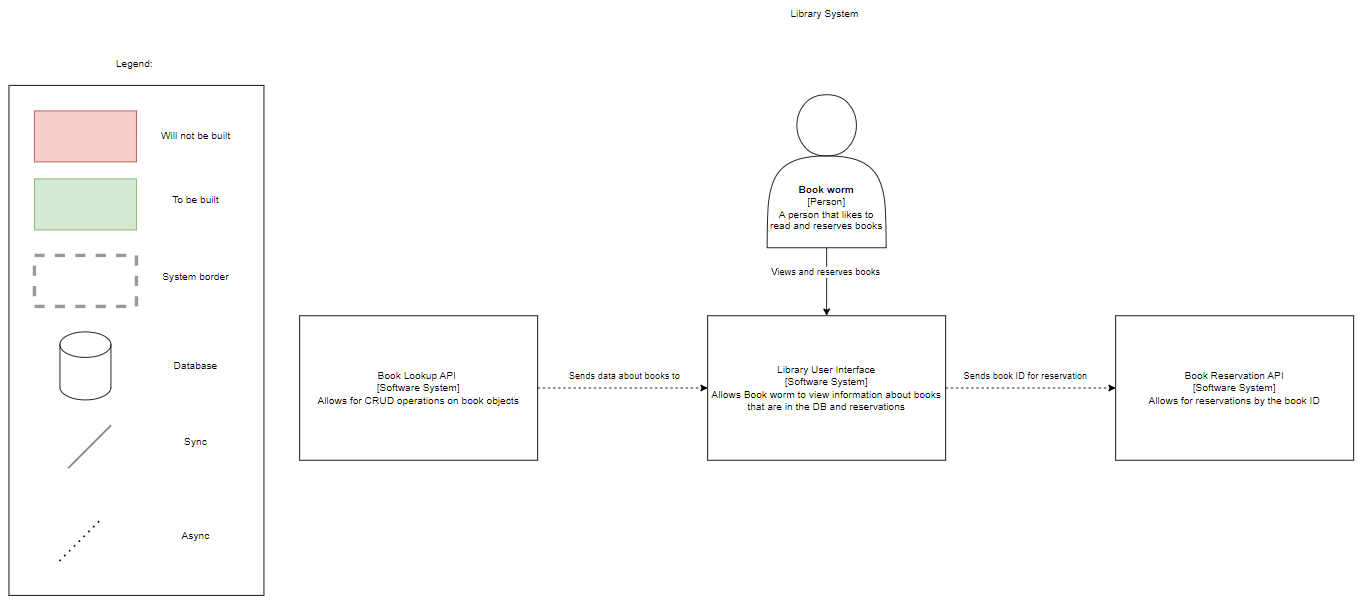 Library System
Legend:
Will not be built
To be built
System border
Database
Sync
Async
Book worm
[Person]
A person that likes to
read and reserves books
Views and reserves books
Book Lookup API
[Software System]
Allows for CRUD operations on book objects
Sends data about books to
Library User Interface
[Software System]
Allows Book worm to view information about books
that are in the DB and reservations
Sends book ID for reservation
Book Reservation API
[Software System]
Allows for reservations by the book ID